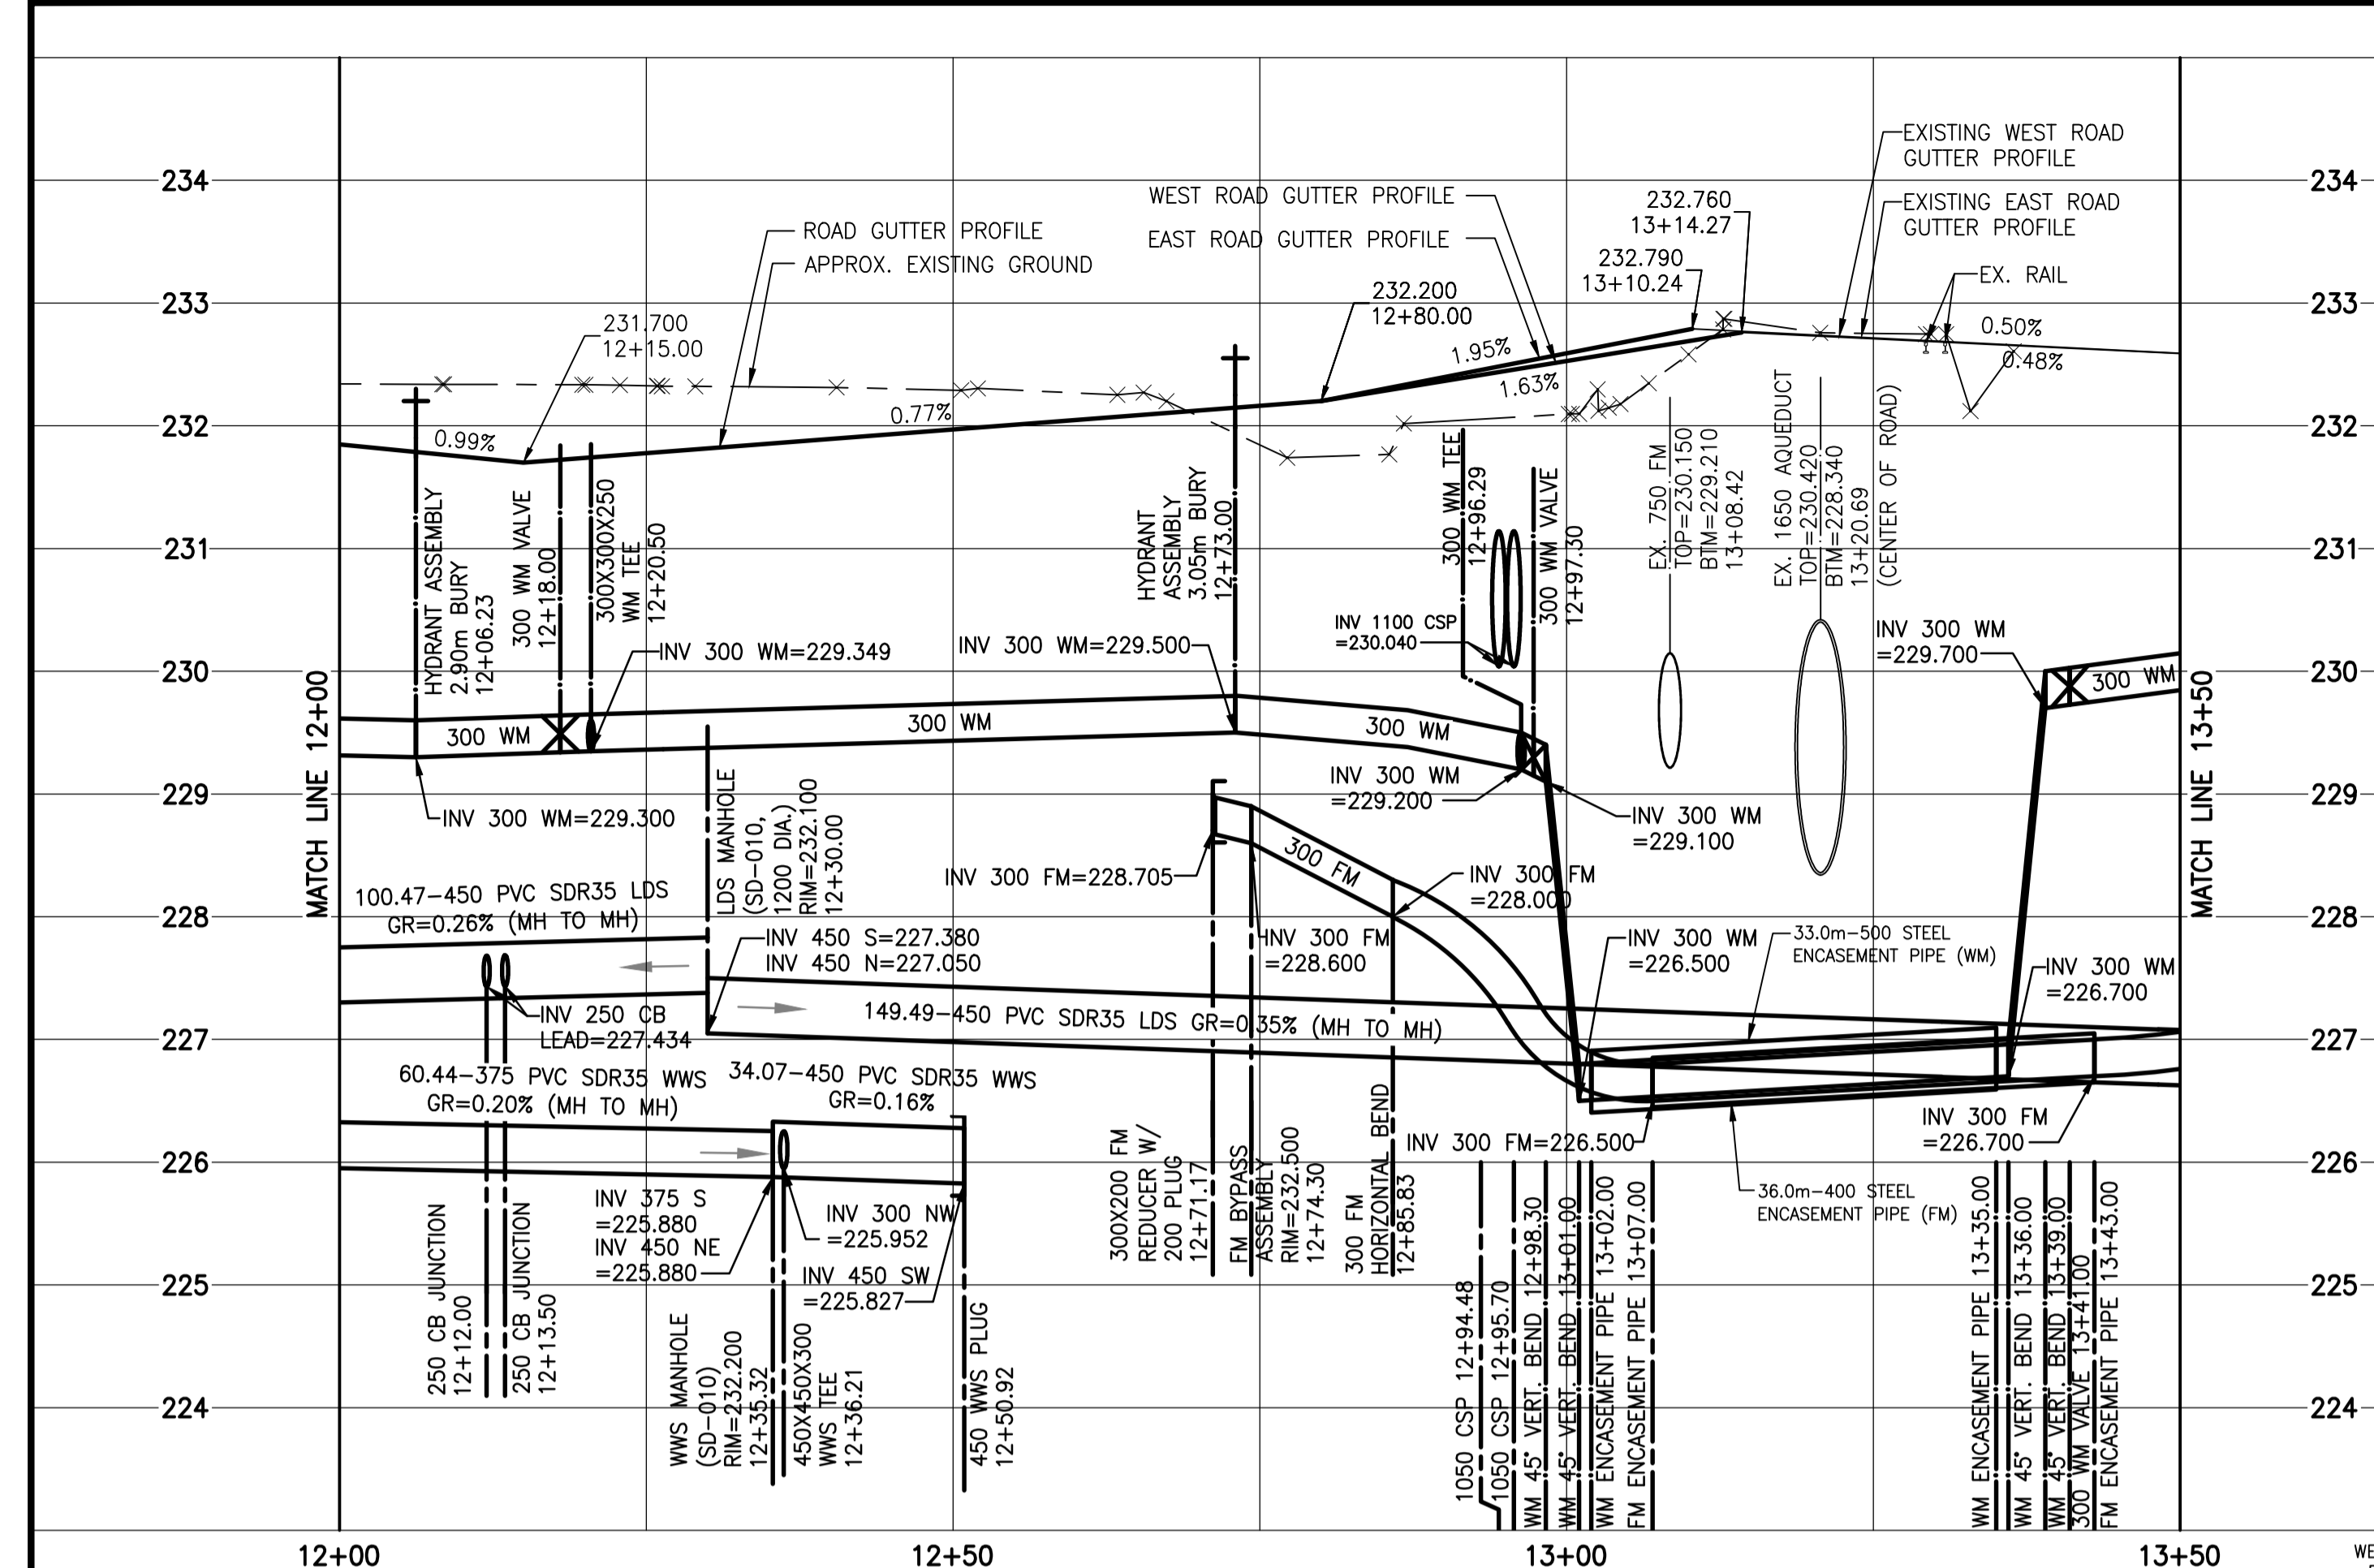 234
233
232
231
230
229
228
227
226
225
224
234
233
232
231
230
229
228
227
226
225
224
12+00
12+50
13+00
13+50
MATCH LINE 12+00
MATCH LINE 13+50
ROAD GUTTER PROFILE
APPROX. EXISTING GROUND
WEST ROAD GUTTER PROFILE
EAST ROAD GUTTER PROFILE
EXISTING WEST ROAD
GUTTER PROFILE
EXISTING EAST ROAD
GUTTER PROFILE
EX. RAIL
231.700
12+15.00
232.200
12+80.00
232.760
13+14.27
232.790
13+10.24
0.99%
0.77%
1.95%
1.63%
0.50%
0.48%
HYDRANT ASSEMBLY
2.90m BURY
12+06.23
300 WM VALVE
12+18.00
300X300X250
WM TEE
12+20.50
HYDRANT
ASSEMBLY
3.05m BURY
12+73.00
300 WM TEE
12+96.29
300 WM VALVE
12+97.30
EX. 750 FM
TOP=230.150
BTM=229.210
13+08.42
EX. 1650 AQUEDUCT
TOP=230.420
BTM=228.340
13+20.69
(CENTER OF ROAD)
INV 1100 CSP
=230.040
INV 300 WM=229.349
INV 300 WM=229.500
INV 300 WM
=229.700
300 WM
300 WM
300 WM
300 WM
INV 300 WM=229.300
INV 300 WM
=229.200
INV 300 WM
=229.100
LDS MANHOLE
(SD-010,
1200 DIA.)
RIM=232.100
12+30.00
100.47-450 PVC SDR35 LDS
GR=0.26% (MH TO MH)
INV 300 FM=228.705
300 FM
INV 300 FM
=228.000
INV 450 S=227.380
INV 450 N=227.050
INV 300 FM
=228.600
INV 300 WM
=226.500
33.0m-500 STEEL
ENCASEMENT PIPE (WM)
INV 300 WM
=226.700
INV 250 CB
LEAD=227.434
149.49-450 PVC SDR35 LDS GR=0.35% (MH TO MH)
60.44-375 PVC SDR35 WWS
GR=0.20% (MH TO MH)
34.07-450 PVC SDR35 WWS
GR=0.16%
INV 300 FM=226.500
INV 300 FM
=226.700
36.0m-400 STEEL
ENCASEMENT PIPE (FM)
INV 375 S
=225.880
INV 450 NE
=225.880
INV 300 NW
=225.952
INV 450 SW
=225.827
250 CB JUNCTION
12+12.00
250 CB JUNCTION
12+13.50
WWS MANHOLE
(SD-010)
RIM=232.200
12+35.32
450X450X300
WWS TEE
12+36.21
450 WWS PLUG
12+50.92
300X200 FM
REDUCER W/
200 PLUG
12+71.17
FM BYPASS
ASSEMBLY
RIM=232.500
12+74.30
300 FM
HORIZONTAL BEND
12+85.83
1050 CSP 12+94.48
1050 CSP 12+95.70
WM 45° VERT. BEND 12+98.30
WM 45° VERT. BEND 13+01.00
WM ENCASEMENT PIPE 13+02.00
FM ENCASEMENT PIPE 13+07.00
WM ENCASEMENT PIPE 13+35.00
WM 45° VERT. BEND 13+36.00
WM 45° VERT. BEND 13+39.00
300 WM VALVE 13+41.00
FM ENCASEMENT PIPE 13+43.00
WE